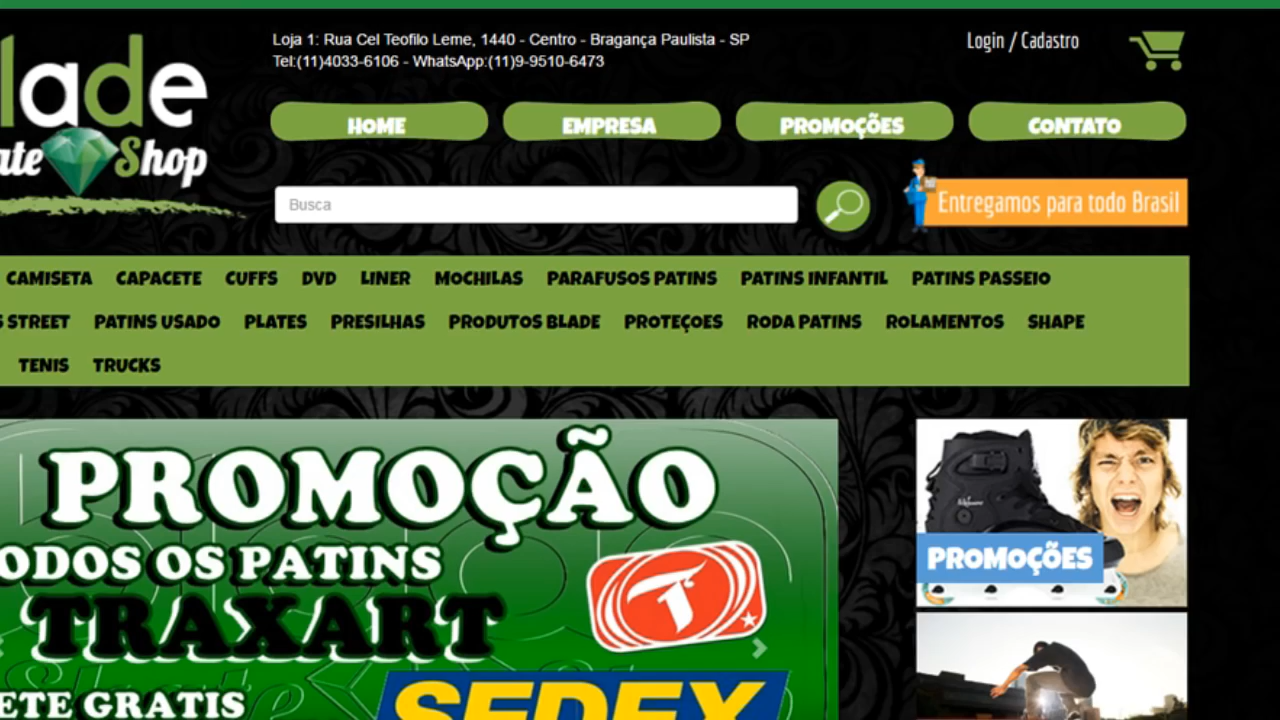 Loja 1: Rua Cel Teofilo Leme, 1440 - Centro - Bragança Paulista - SP
Tel:(11)4033-6106 - WhatsApp:(11)9-9510-6473
Login / Cadastro
lade
ate Shop
HOME EMPRESA PROMOÇÕES CONTATO
Busca
Entregamos para todo Brasil
CAMISETA CAPACETE CUFFS DVD LINER MOCHILAS PARAFUSOS PATINS PATINS INFANTIL PATINS PASSEIO
S STREET PATINS USADO PLATES PRESILHAS PRODUTOS BLADE PROTEÇOES RODA PATINS ROLAMENTOS SHAPE
TENIS TRUCKS
PROMOÇÃO
ODOS OS PATINS
TRAXART
T
ETE GRATIS
SEDEX
PROMOÇÕES